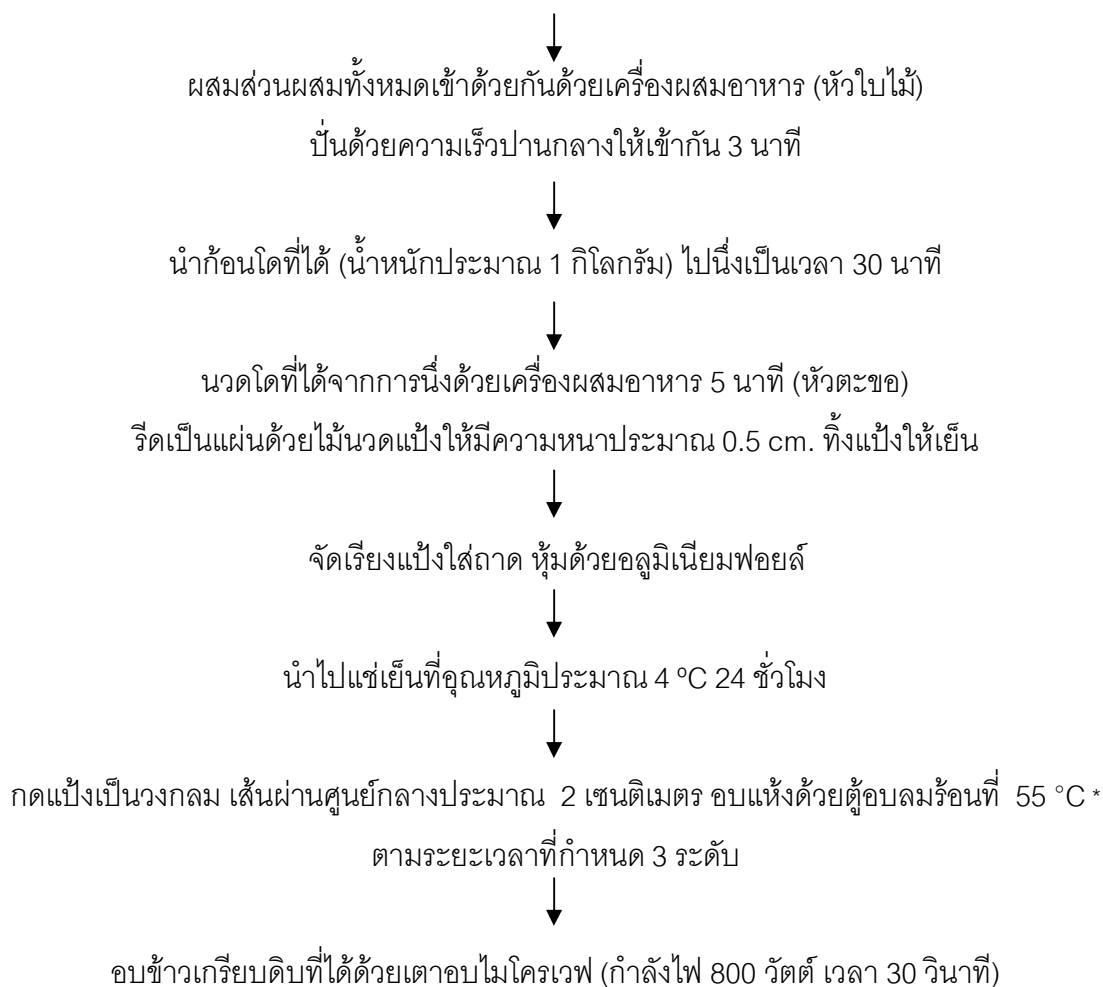 ผสมส่วนผสมทั้งหมดเข้าด้วยกันด้วยเครื่องผสมอาหาร (หัวใบไม้)
ปั่นด้วยความเร็วปานกลางให้เข้ากัน 3 นาที
นำก้อนโดที่ได้ (น้ำหนักประมาณ 1 กิโลกรัม) ไปนึ่งเป็นเวลา 30 นาที
นวดโดที่ได้จากการนึ่งด้วยเครื่องผสมอาหาร 5 นาที (หัวตะขอ)
รีดเป็นแผ่นด้วยไม้นวดแป้งให้มีความหนาประมาณ 0.5 cm. ทิ้งแป้งให้เย็น
จัดเรียงแป้งใส่ถาด หุ้มด้วยอลูมิเนียมฟอยล์
นำไปแช่เย็นที่อุณหภูมิประมาณ 4 ºC 24 ชั่วโมง
กดแป้งเป็นวงกลม เส้นผ่านศูนย์กลางประมาณ 2 เซนติเมตร อบแห้งด้วยตู้อบลมร้อนที่ 55 °C *
ตามระยะเวลาที่กำหนด 3 ระดับ
อบข้าวเกรียบดิบที่ได้ด้วยเตาอบไมโครเวฟ (กำลังไฟ 800 วัตต์ เวลา 30 วินาที)